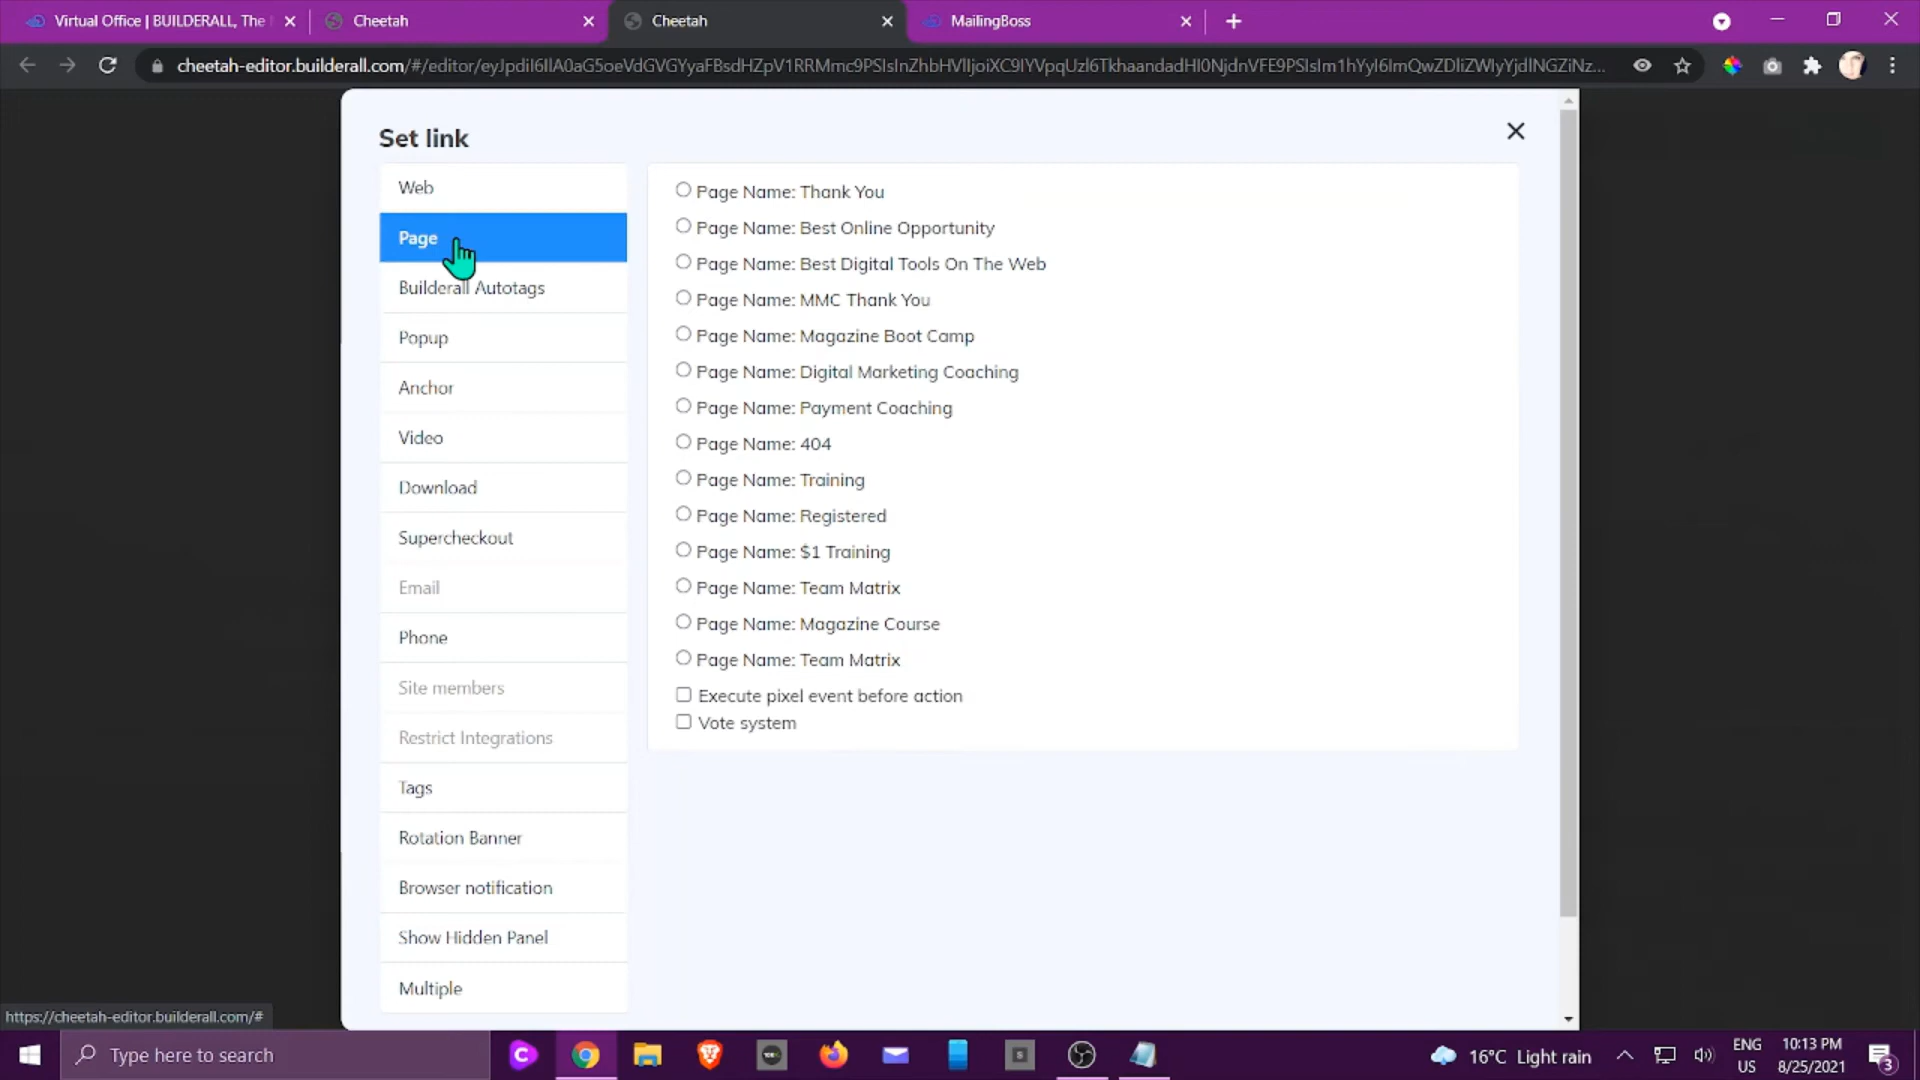 Virtual Office | BUILDERALL, The
Cheetah
Cheetah
MailingBoss
Set link
Web
Page
Builderall Autotags
Popup
Anchor
Video
Download
Supercheckout
Email
Phone
Site members
Restrict Integrations
Tags
Rotation Banner
Browser notification
Show Hidden Panel
Multiple
Page Name: Thank You
Page Name: Best Online Opportunity
Page Name: Best Digital Tools On The Web
Page Name: MMC Thank You
Page Name: Magazine Boot Camp
Page Name: Digital Marketing Coaching
Page Name: Payment Coaching
Page Name: 404
Page Name: Training
Page Name: Registered
Page Name: $1 Training
Page Name: Team Matrix
Page Name: Magazine Course
Page Name: Team Matrix
Execute pixel event before action
Vote system
https://cheetah-editor.builderall.com/#
Type here to search
16°C Light rain
ENG
US
10:13 PM
8/25/2021
3